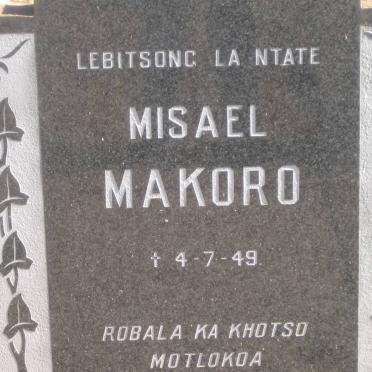 LEBITSONG LA NTATE
MISAEL
MAKORO
† 4-7-49
ROBALA KA KHOTSO
MOTLOKOA